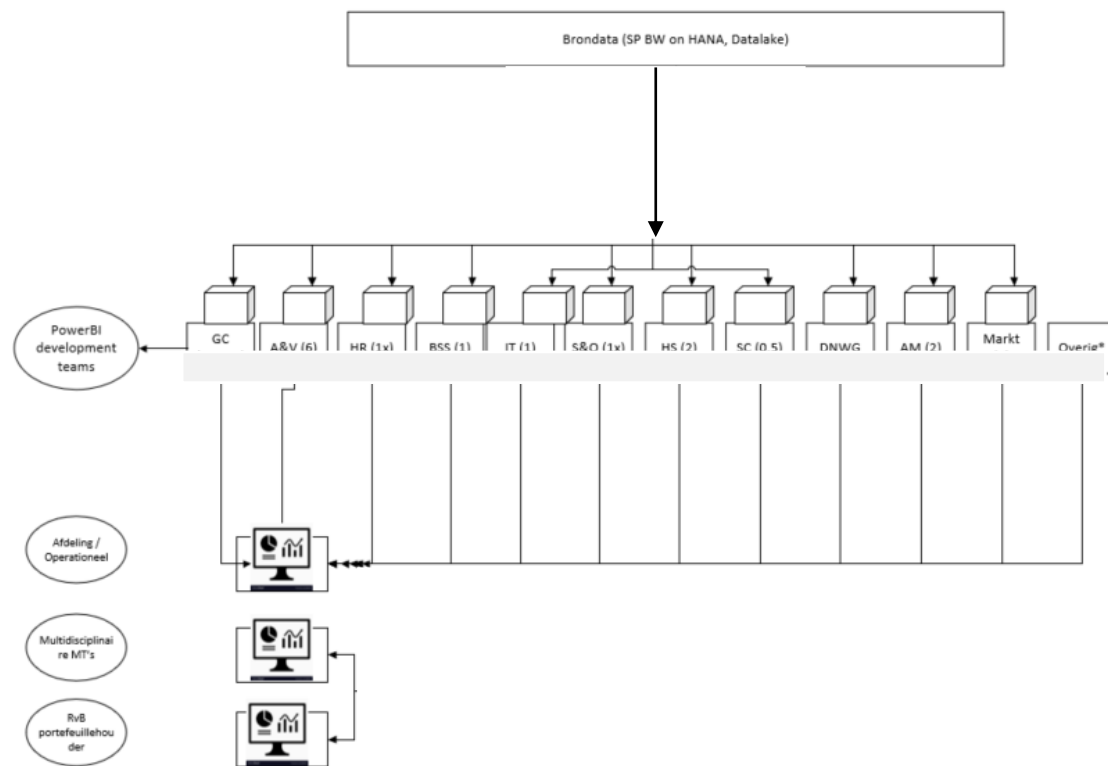 Brondata (SP BW on HANA, Datalake)
PowerBI
development
teams
GC
A&V (6)
HR (1x)
BSS (1)
IT (1)
S&O (1x)
HS (2)
SC (0.5)
DNWG
AM (2)
Markt
Overig*
Afdeling /
Operationeel
Multidisciplinai
re MT's
RvB
portefeuillehou
der